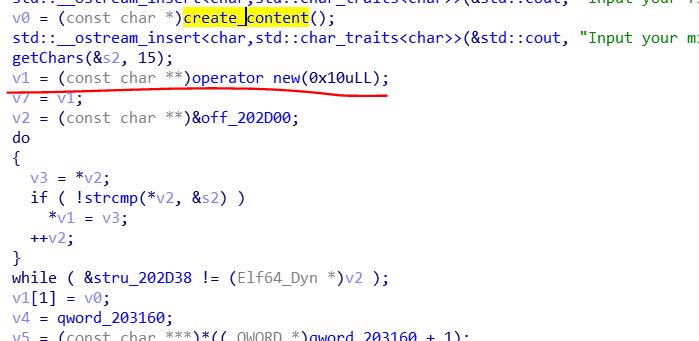 std::__ostream_insert<char,std::char_traits<char>>(&std::cout, "Input your
v0 = (const char *)create_content();
std::__ostream_insert<char,std::char_traits<char>>(&std::cout, "Input your
getChars(&s2, 15);
v1 = (const char **)operator new(0x10uLL);
v7 = v1;
v2 = (const char **)&off_202D00;
do
{
v3 = *v2;
if ( !strcmp(*v2, &s2) )
*v1 = v3;
++v2;
}
while ( &stru_202D38 != (Elf64_Dyn *)v2 );
v1[1] = v0;
v4 = qword_203160;
v5 = (const char ***)*((_QWORD *)qword_203160 + 1);